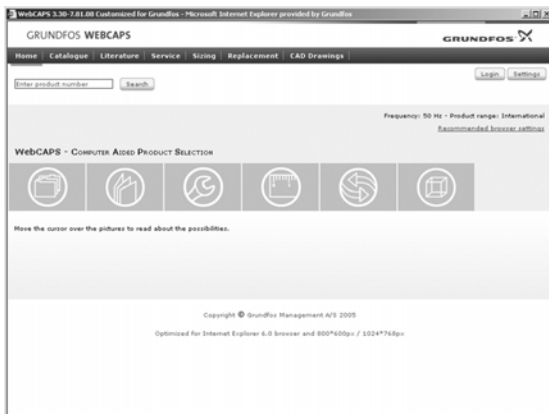 WebCAPS 3.30-7.01.08 Customized for Grundfos - Microsoft Internet Explorer provided by Grundfos
GRUNDFOS WEBCAPS
GRUNDFOS
Home Catalogue Literature Service Sizing Replacement CAD Drawings
Login Settings
Enter product number Search
Frequency: 50 Hz - Product range: International
Recommended browser settings
WebCAPS - Computer Aided Product Selection
Move the cursor over the pictures to read about the possibilities.
Copyright © Grundfos Management A/S 2005
Optimized for Internet Explorer 6.0 browser and 800*600px / 1024*768px